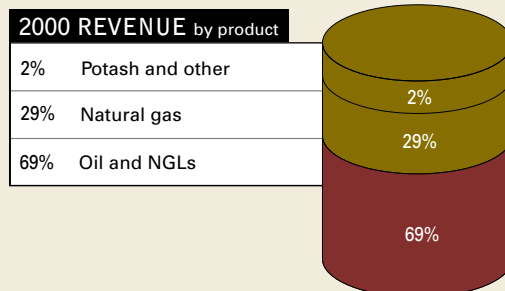 2000 REVENUE by product
2% Potash and other
29% Natural gas
69% Oil and NGLs
2%
29%
69%